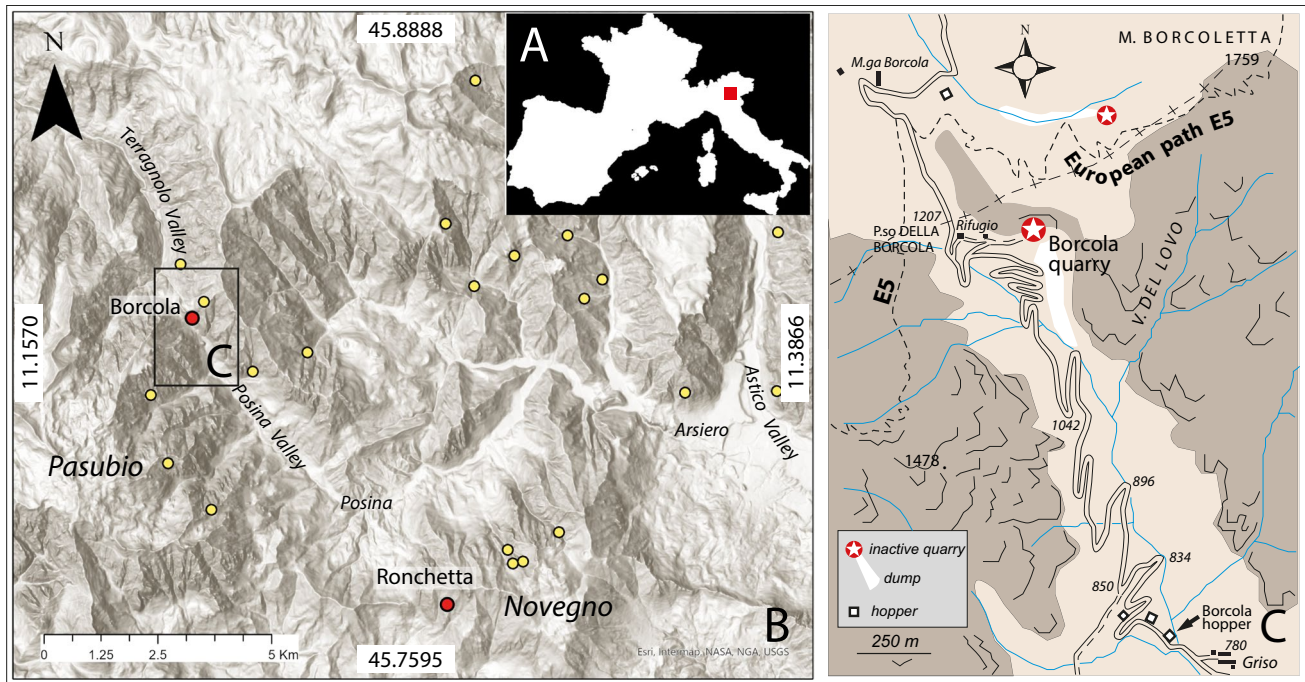 N
45.8888
A
Terragnolo Valley
Borcola
C
11.1570
11.3866
Posina Valley
Astico Valley
Arsiero
Pasubio
Posina
Ronchetta
Novegno
B
0 1.25 2.5 5 Km
45.7595
Esri, Intermap, NASA, NGA, USGS
M. BORCOLETTA
1759
M.ga Borcola
N
European path E5
1207
P.so DELLA
BORCOLA
Rifugio
Borcola
quarry
E5
V. DEL LOVO
1042
1478
896
834
850
inactive quarry
dump
hopper
250 m
Borcola
hopper
C
780
Griso